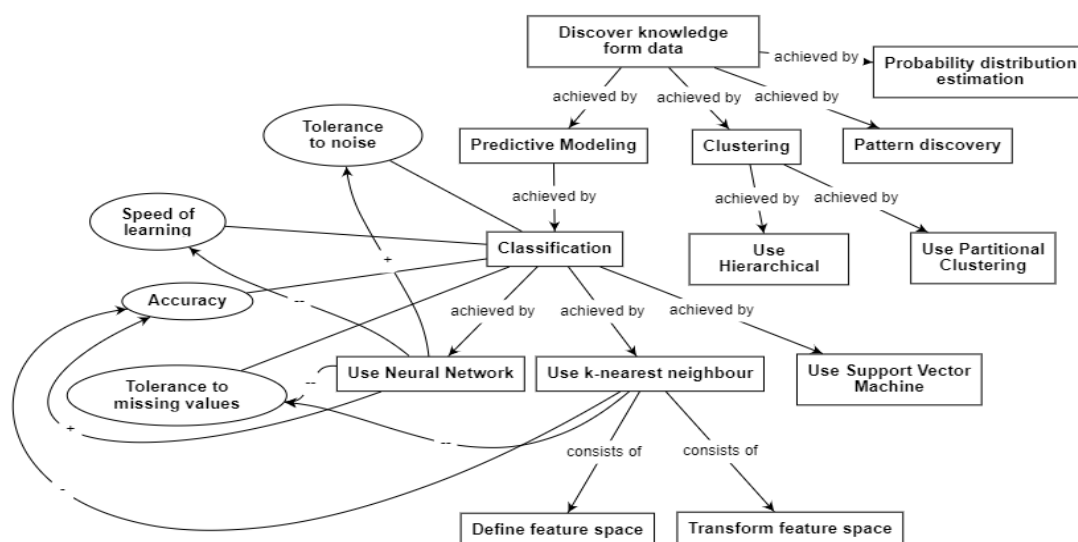 Discover knowledge
form data
achieved by
Probability distribution
estimation
achieved by
achieved by
achieved by
Tolerance
to noise
Predictive Modeling
Clustering
Pattern discovery
achieved by
achieved by
achieved by
Speed of
learning
Classification
Use
Hierarchical
Use Partitional
Clustering
+
Accuracy
--
achieved by
achieved by
achieved by
Tolerance to
missing values
--
Use Neural Network
Use k-nearest neighbour
Use Support Vector
Machine
+
--
consists of
consists of
-
Define feature space
Transform feature space